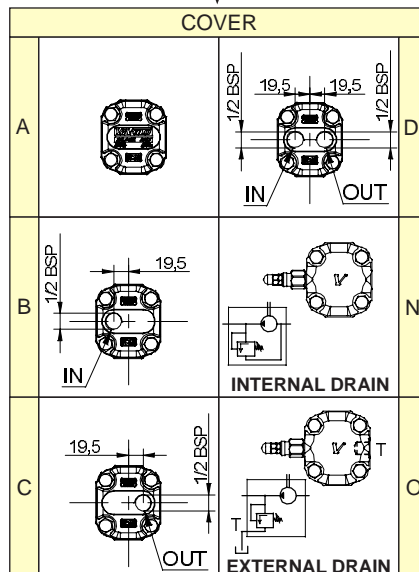 COVER
A
19,5 19,5
1/2 BSP
1/2 BSP
IN
OUT
D
B
1/2 BSP
19,5
IN
INTERNAL DRAIN
N
C
19,5
1/2 BSP
OUT
T
T
EXTERNAL DRAIN